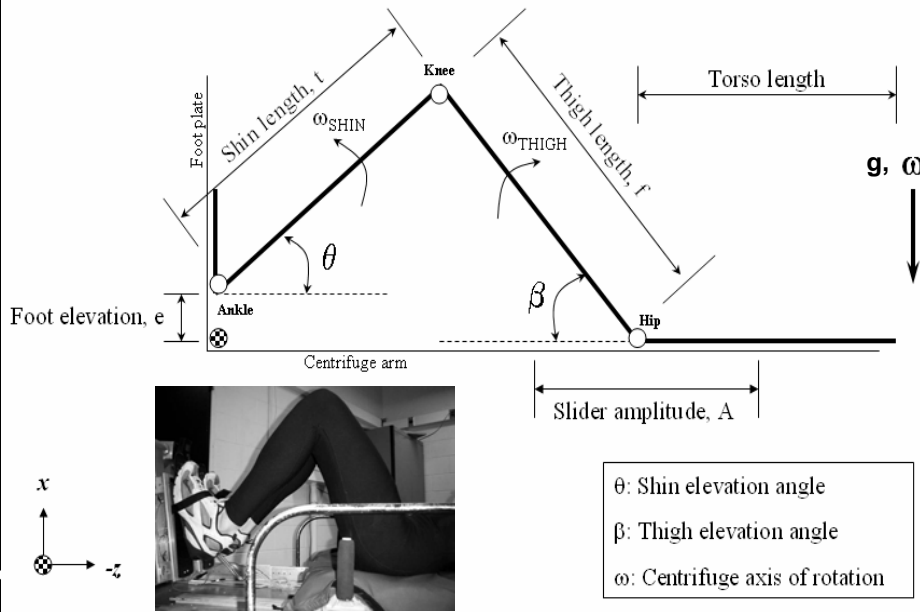 Knee
Shin length, t
Foot plate
ωSHIN
ωTHIGH
Thigh length, f
Torso length
g, ω
θ
β
Foot elevation, e
Ankle
Hip
Centrifuge arm
Slider amplitude, A
x
-z
θ: Shin elevation angle
β: Thigh elevation angle
ω: Centrifuge axis of rotation